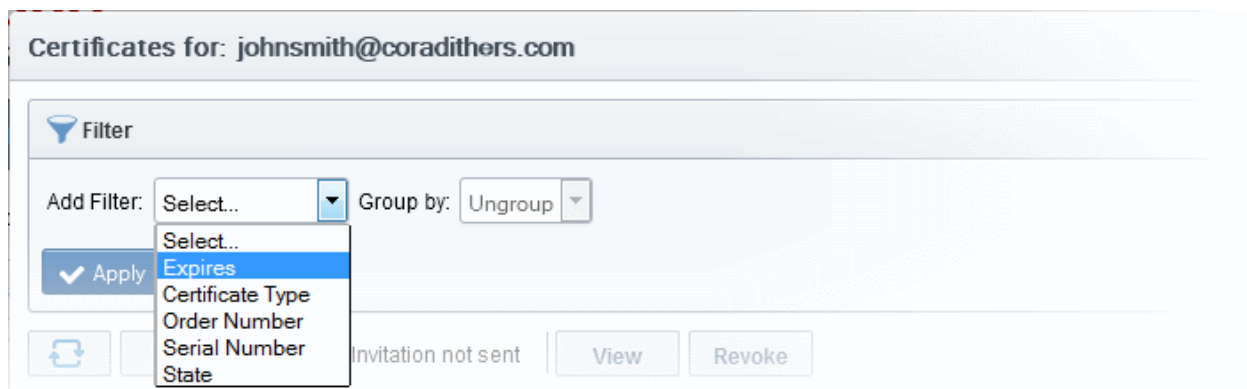 Certificates for: johnsmith@coradithers.com
Filter
Add Filter: Select... Group by: Ungroup
Select...
Expires
Apply
Certificate Type
Order Number
Serial Number
State
Invitation not sent View Revoke